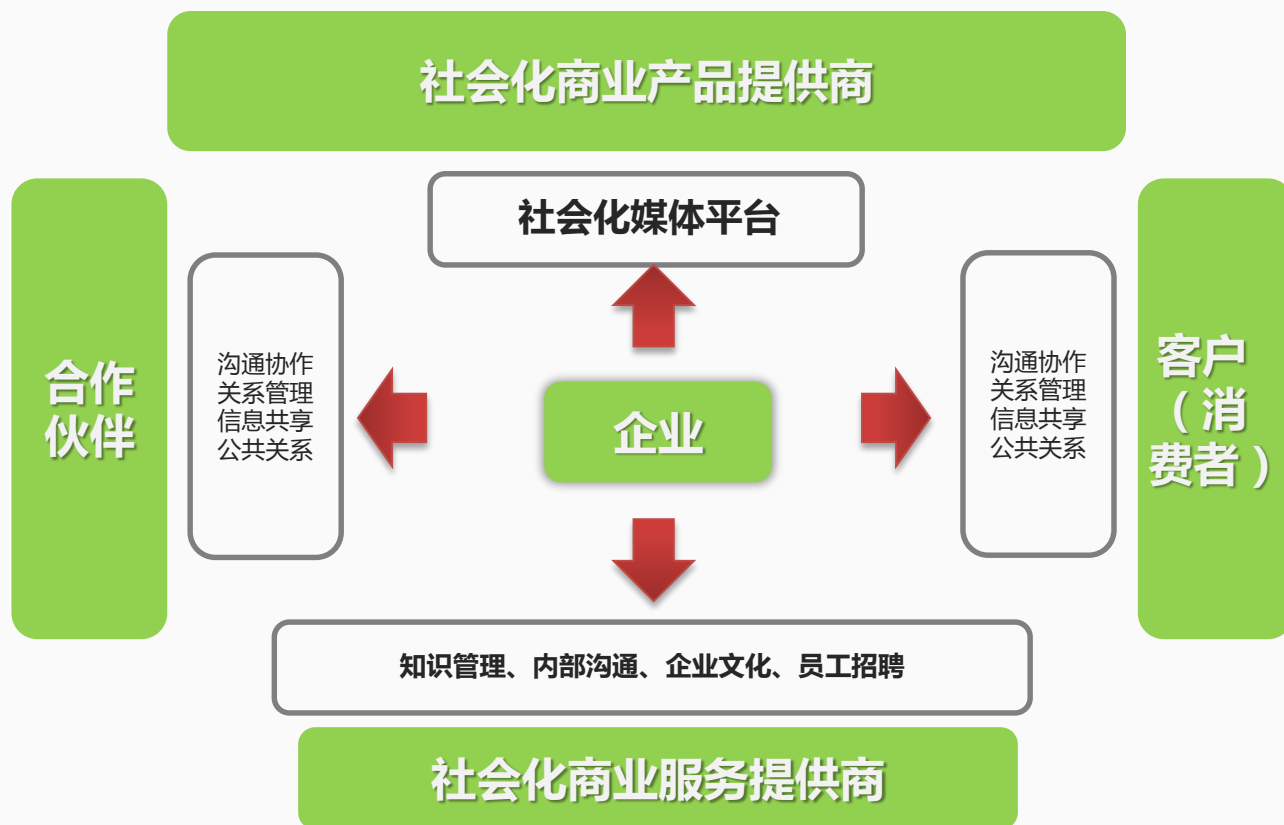 社会化商业产品提供商
社会化媒体平台
合作
伙伴
沟通协作
关系管理
信息共享
公共关系
企业
沟通协作
关系管理
信息共享
公共关系
客户
（消
费者）
知识管理、内部沟通、企业文化、员工招聘
社会化商业服务提供商